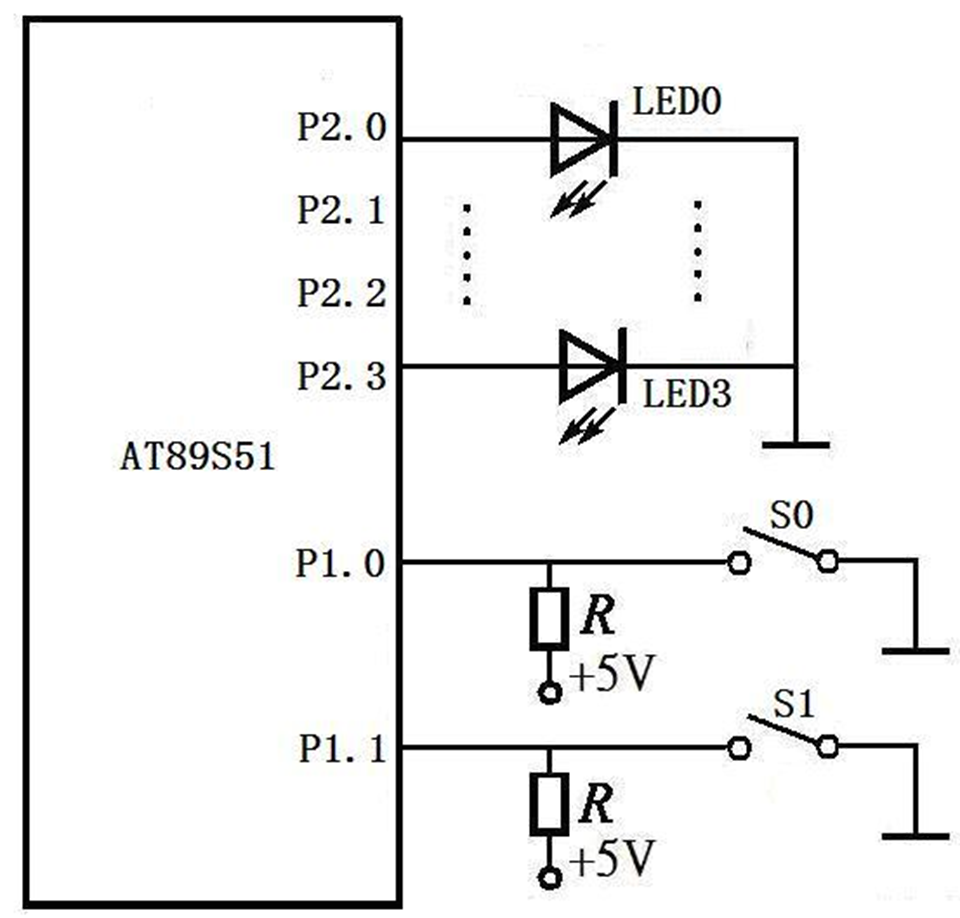 LED0
P2.0
P2.1
P2.2
P2.3
LED3
AT89S51
S0
P1.0
R
+5V
S1
P1.1
R
+5V